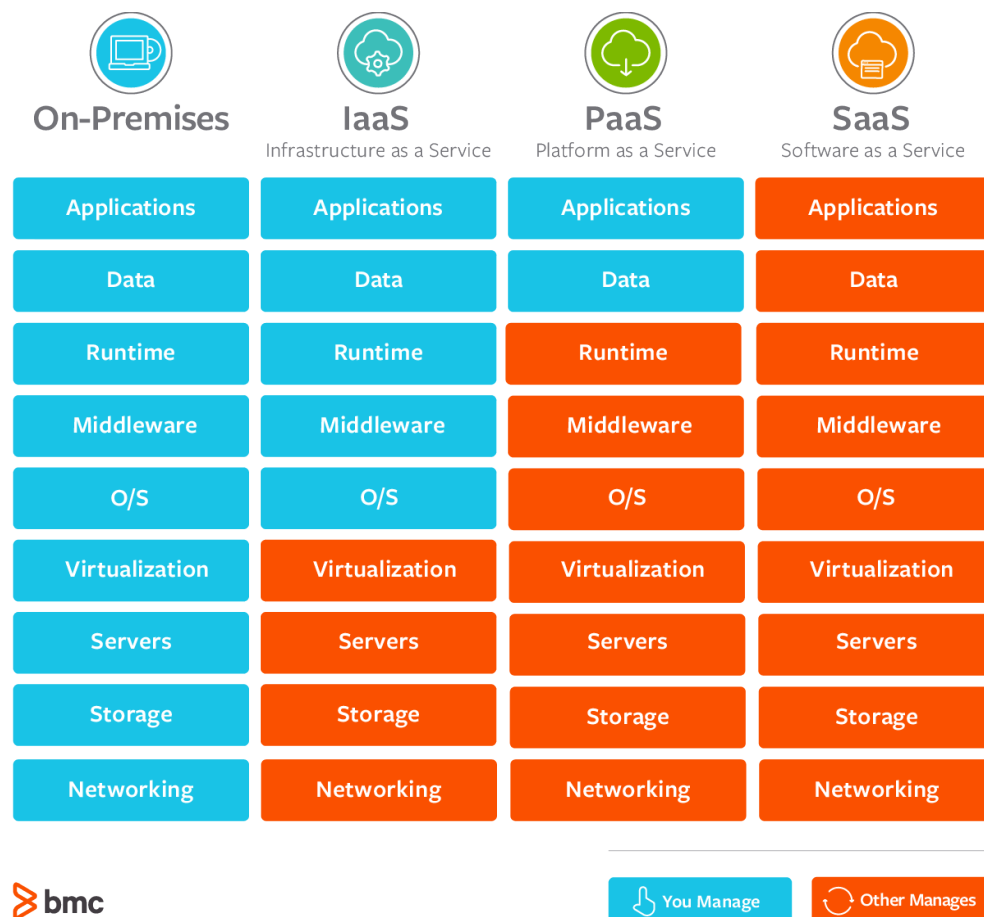 On-Premises
IaaS
Infrastructure as a Service
PaaS
Platform as a Service
SaaS
Software as a Service
Applications
Applications
Applications
Applications
Data
Data
Data
Data
Runtime
Runtime
Runtime
Runtime
Middleware
Middleware
Middleware
Middleware
O/S
O/S
O/S
O/S
Virtualization
Virtualization
Virtualization
Virtualization
Servers
Servers
Servers
Servers
Storage
Storage
Storage
Storage
Networking
Networking
Networking
Networking
bmc
You Manage
Other Manages